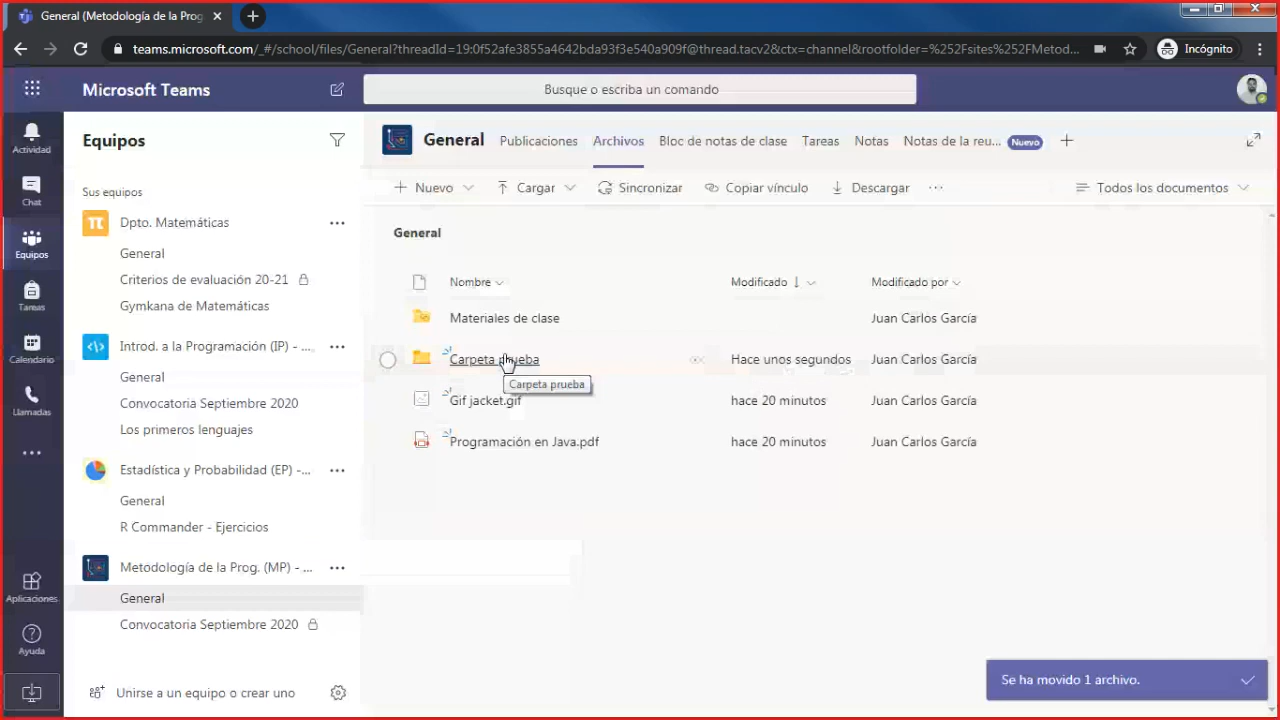 General (Metodología de la Prog
teams.microsoft.com/_#/school/files/General?threadId=19:0f52afe3855a4642bda93f3e540a909f@thread.tacv2&ctx=channel&rootfolder=%252Fsites%252FMetod...
Incógnito
Microsoft Teams
Busque o escriba un comando
Actividad
Chat
Equipos
Tareas
Calendario
Llamadas
Aplicaciones
Ayuda
Equipos
Sus equipos
Dpto. Matemáticas
General
Criterios de evaluación 20-21
Gymkana de Matemáticas
Introd. a la Programación (IP) - ...
General
Convocatoria Septiembre 2020
Los primeros lenguajes
Estadística y Probabilidad (EP) -...
General
R Commander - Ejercicios
Metodología de la Prog. (MP) - ...
General
Convocatoria Septiembre 2020
Unirse a un equipo o crear uno
General Publicaciones Archivos Bloc de notas de clase Tareas Notas Notas de la reu... Nuevo
Nuevo Cargar Sincronizar Copiar vínculo Descargar Todos los documentos
General
Nombre Modificado Modificado por
Materiales de clase Juan Carlos García
Carpeta prueba Hace unos segundos Juan Carlos García
Carpeta prueba
Gif jacket.gif hace 20 minutos Juan Carlos García
Programación en Java.pdf hace 20 minutos Juan Carlos García
Se ha movido 1 archivo.